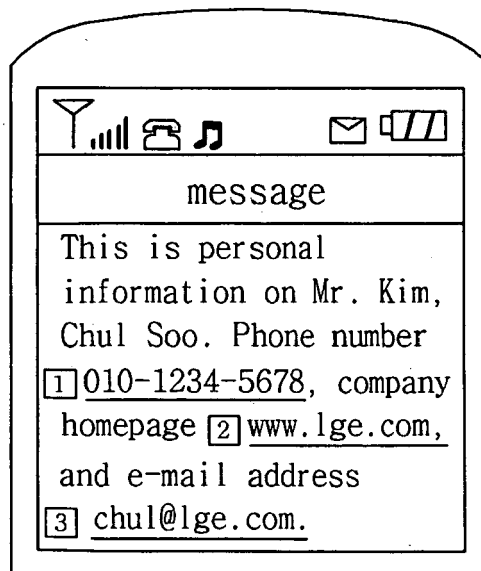 message
This is personal
information on Mr. Kim,
Chul Soo. Phone number
1 010-1234-5678, company
homepage 2 www.lge.com,
and e-mail address
3 chul@lge.com.